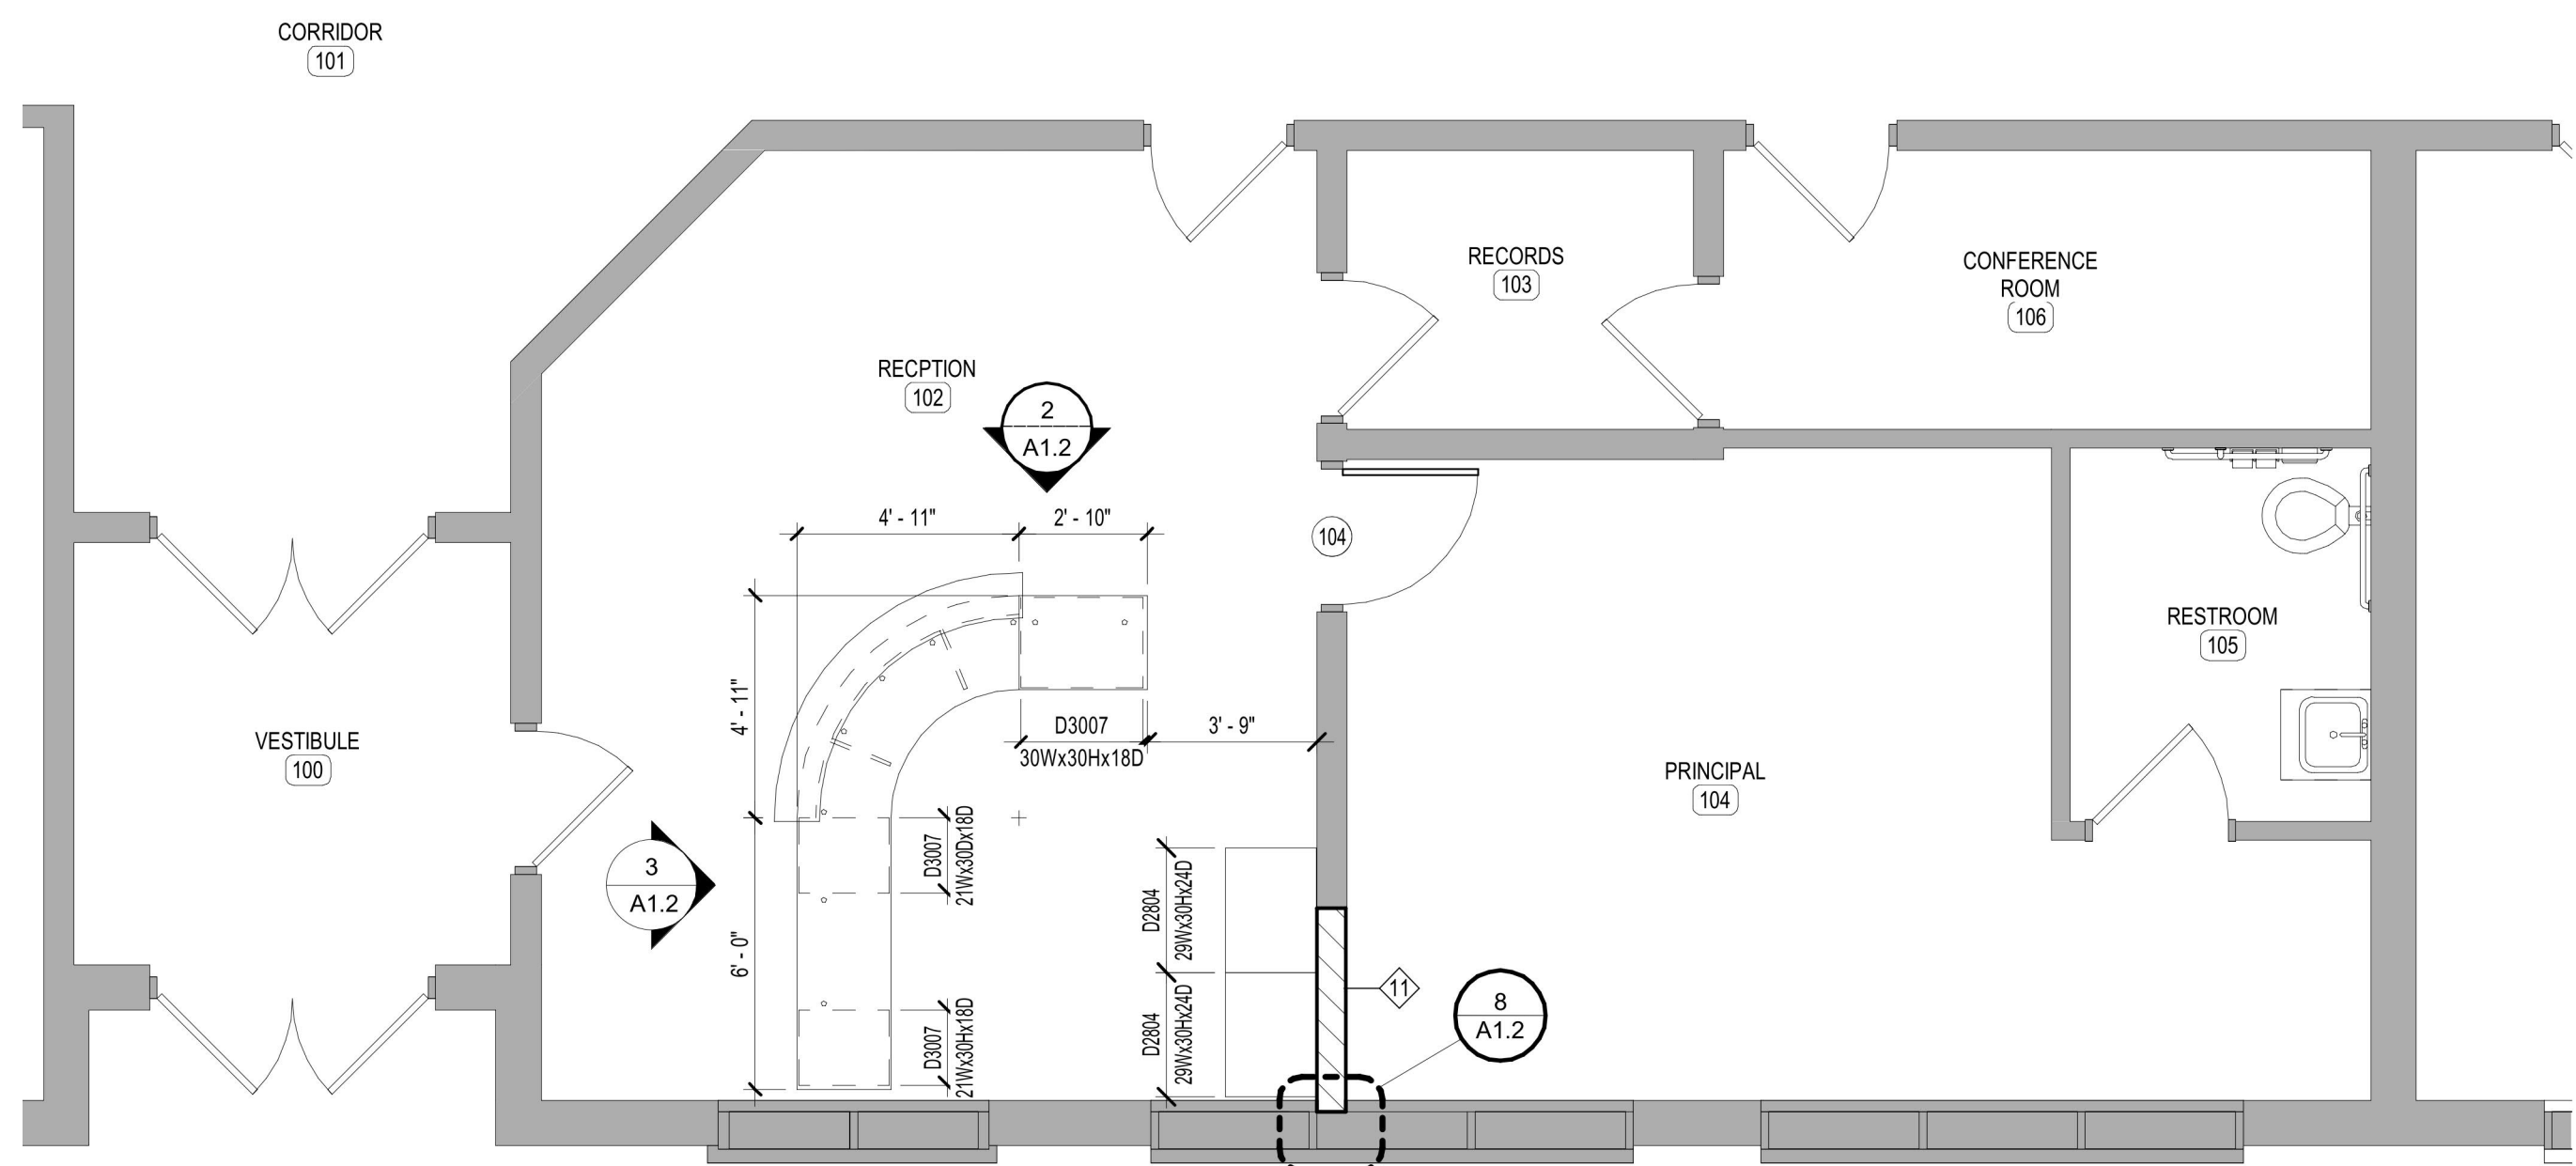 CORRIDOR
101
RECORDS
103
CONFERENCE
ROOM
106
RECPTION
102
2
A1.2
4' - 11"
2' - 10"
104
RESTROOM
105
4' - 11"
D3007
30Wx30Hx18D
3' - 9"
VESTIBULE
100
PRINCIPAL
104
3
A1.2
D3007
21Wx30Dx18D
D2804
29Wx30Hx24D
6' - 0"
11
8
A1.2
D3007
21Wx30Hx18D
D2804
29Wx30Hx24D